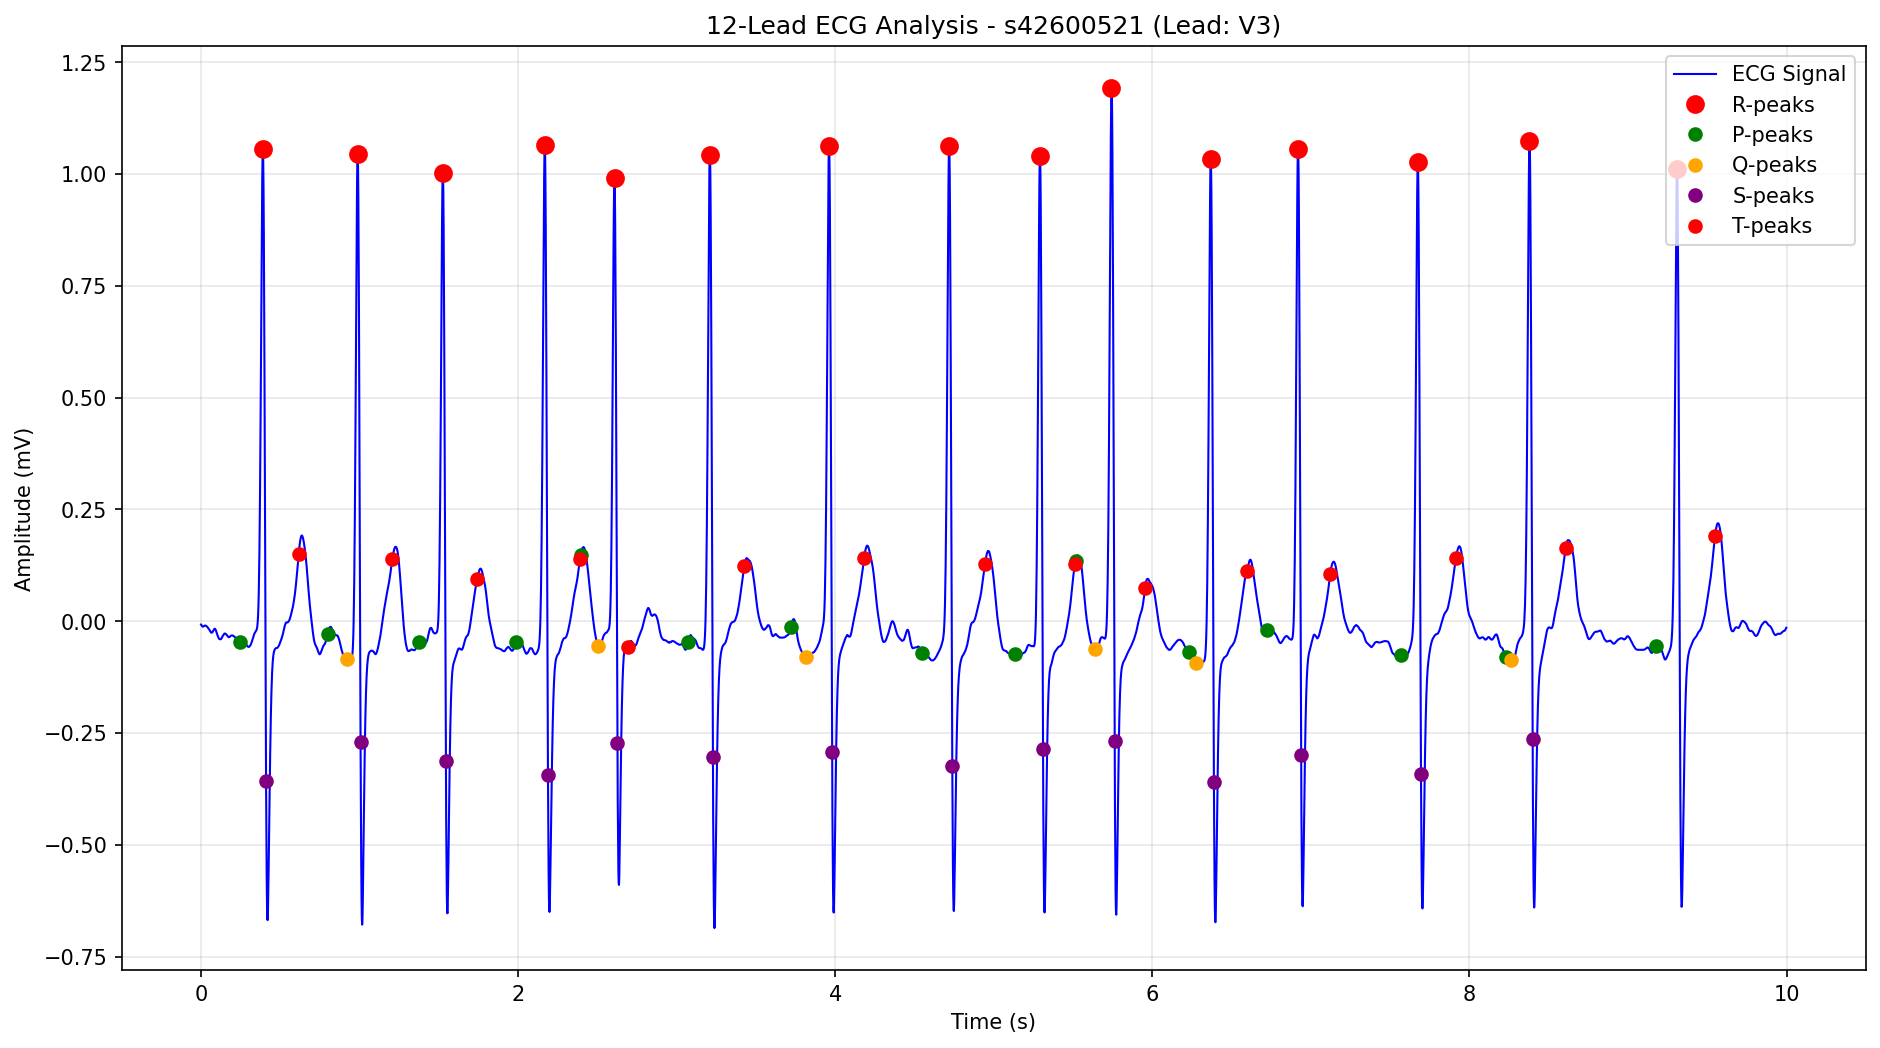 12-Lead ECG Analysis - s42600521 (Lead: V3)
ECG Signal
R-peaks
P-peaks
Q-peaks
S-peaks
T-peaks
1.25
1.00
0.75
0.50
0.25
0.00
−0.25
−0.50
−0.75
Amplitude (mV)
0 2 4 6 8 10
Time (s)